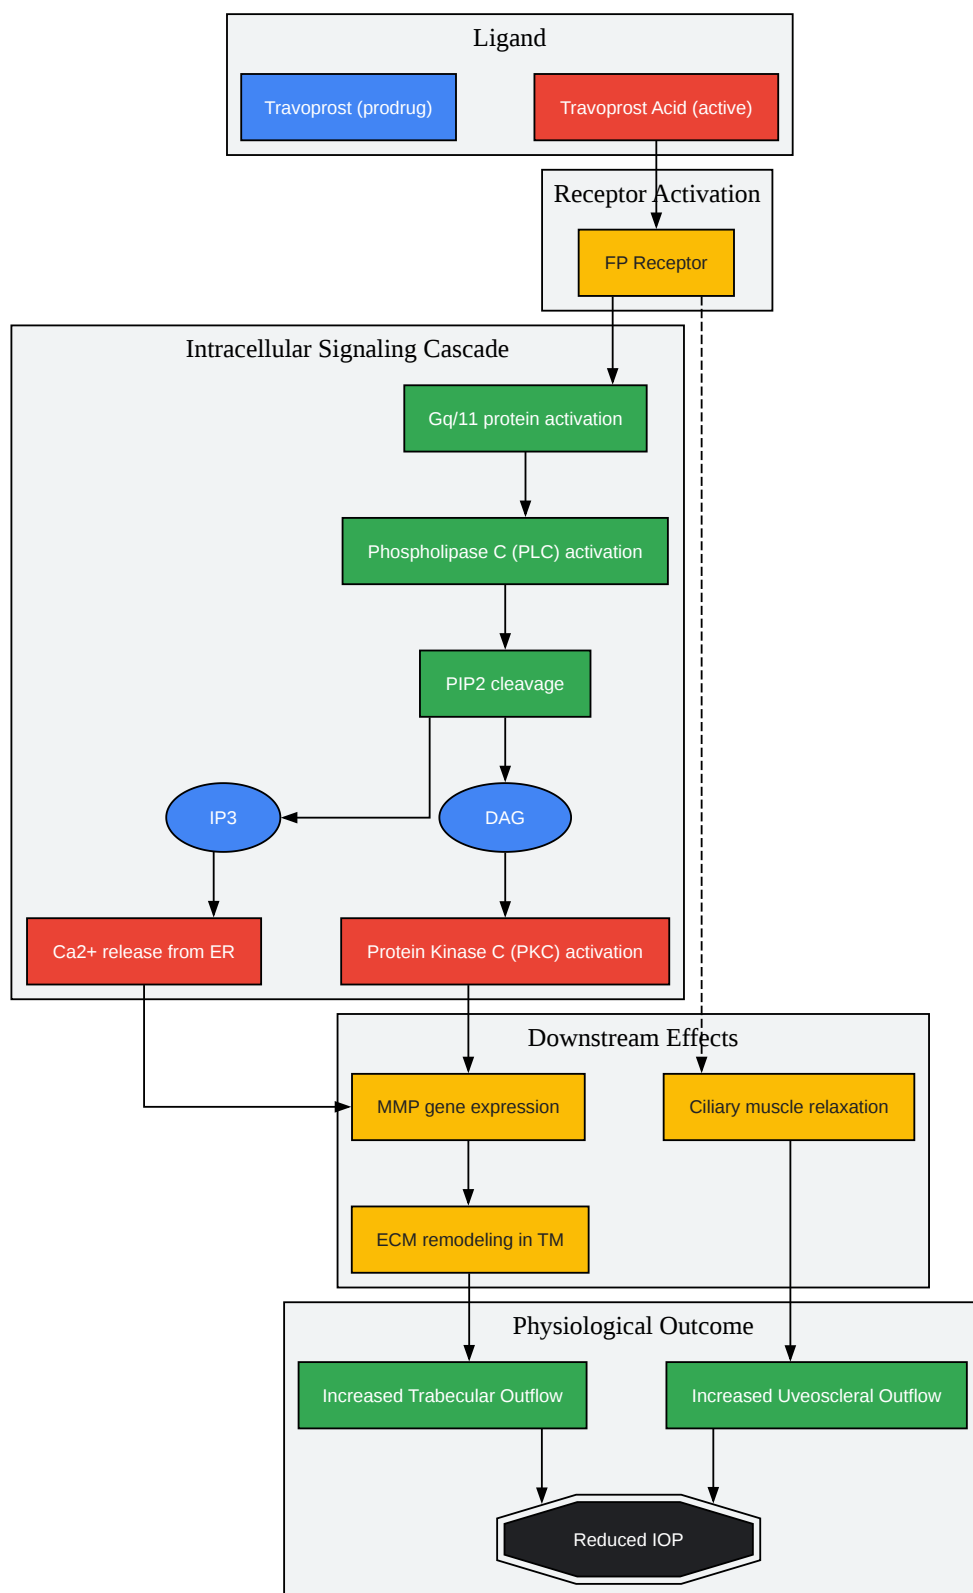 Ligand
Travoprost (prodrug)
Travoprost Acid (active)
Receptor Activation
FP Receptor
Intracellular Signaling Cascade
Gq/11 protein activation
Phospholipase C (PLC) activation
PIP2 cleavage
IP3
DAG
Ca2+ release from ER
Protein Kinase C (PKC) activation
Downstream Effects
MMP gene expression
Ciliary muscle relaxation
ECM remodeling in TM
Physiological Outcome
Increased Trabecular Outflow
Increased Uveoscleral Outflow
Reduced IOP